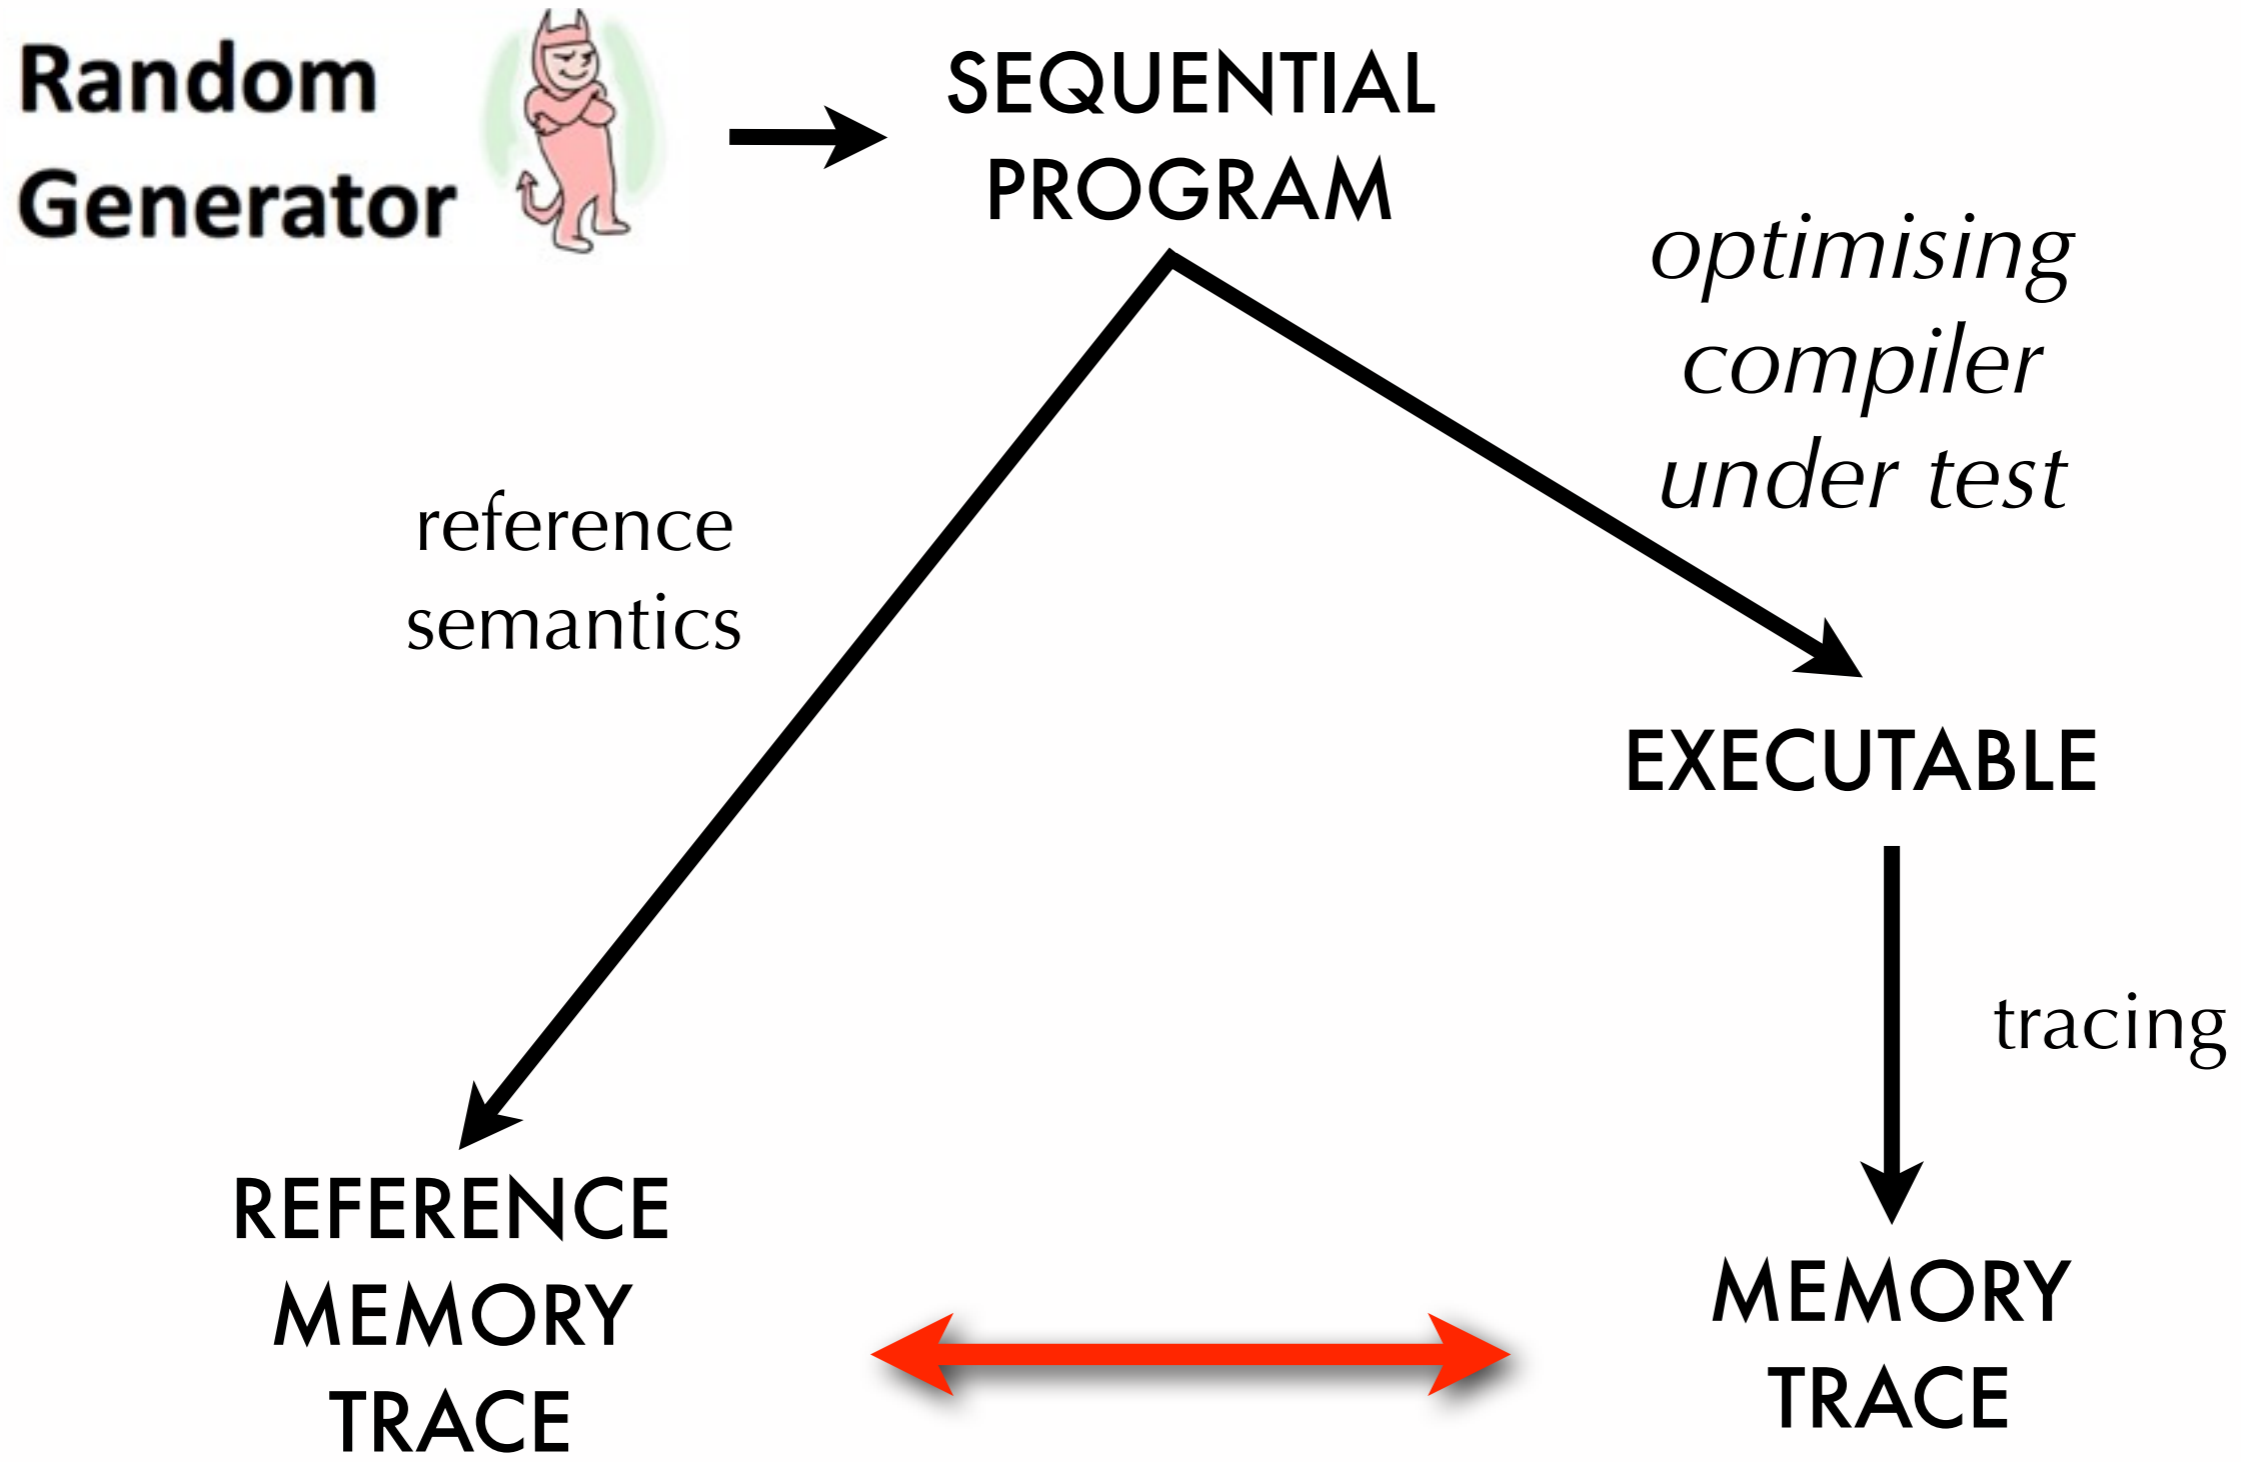 Random
Generator
SEQUENTIAL
PROGRAM
optimising
compiler
under test
reference
semantics
EXECUTABLE
tracing
REFERENCE
MEMORY
TRACE
MEMORY
TRACE